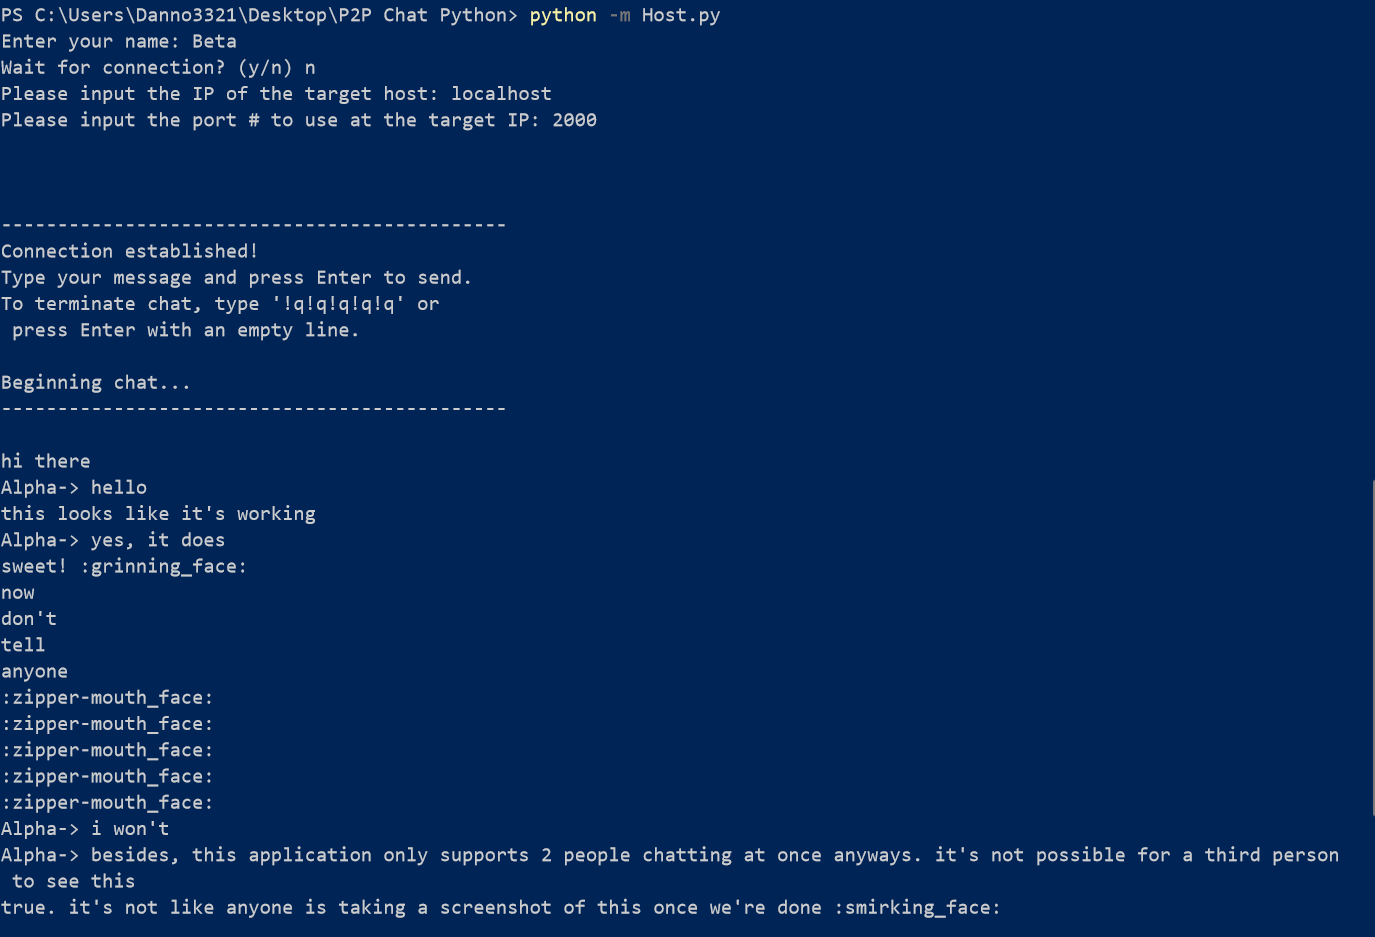 PS C:\Users\Danno3321\Desktop\P2P Chat Python> python -m Host.py
Enter your name: Beta
Wait for connection? (y/n) n
Please input the IP of the target host: localhost
Please input the port # to use at the target IP: 2000
---------------------------------------------
Connection established!
Type your message and press Enter to send.
To terminate chat, type '!q!q!q!q!q' or
 press Enter with an empty line.
Beginning chat...
---------------------------------------------
hi there
Alpha-> hello
this looks like it's working
Alpha-> yes, it does
sweet! :grinning_face:
now
don't
tell
anyone
:zipper-mouth_face:
:zipper-mouth_face:
:zipper-mouth_face:
:zipper-mouth_face:
:zipper-mouth_face:
Alpha-> i won't
Alpha-> besides, this application only supports 2 people chatting at once anyways. it's not possible for a third person
 to see this
true. it's not like anyone is taking a screenshot of this once we're done :smirking_face: